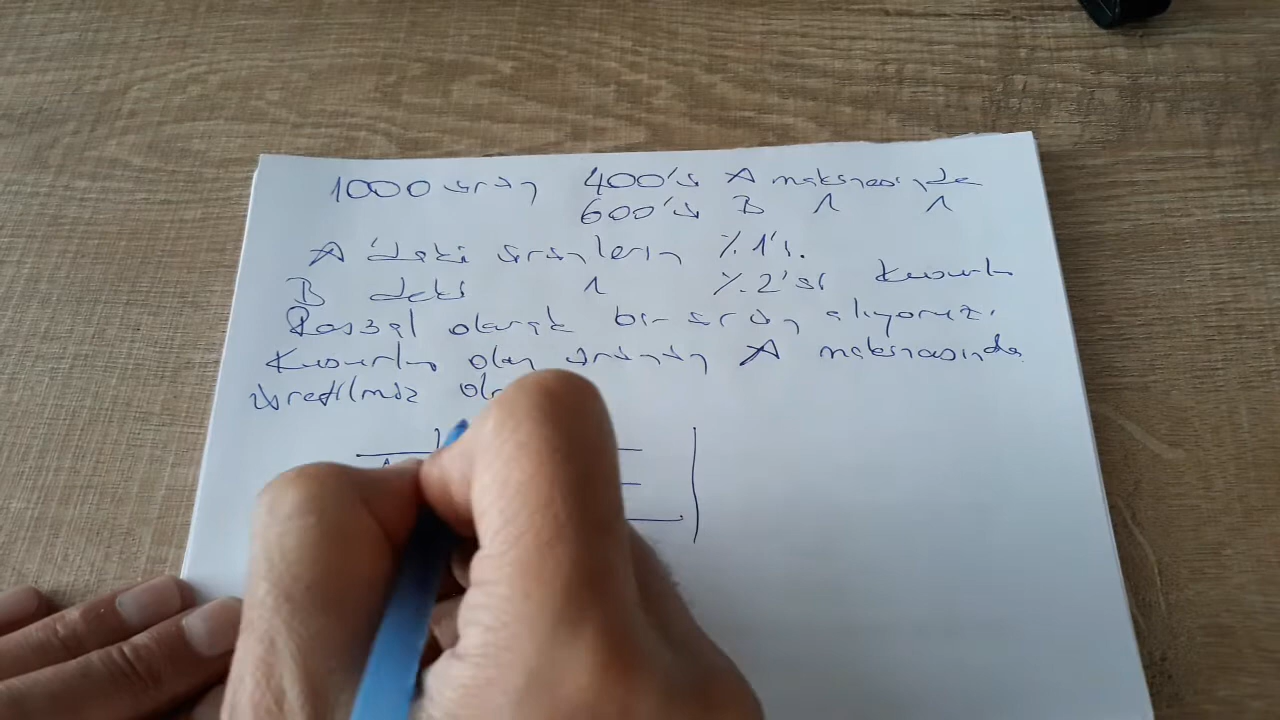 1000 ürün 400'ü A makinasında
600'ü B " "
A'daki ürünlerin %1'i.
B deki " %2'si kusurlu
Raszal olarak bir ürün alıyoruz.
Kusurlu olan ürünün A makinasında
üretilmiş
A